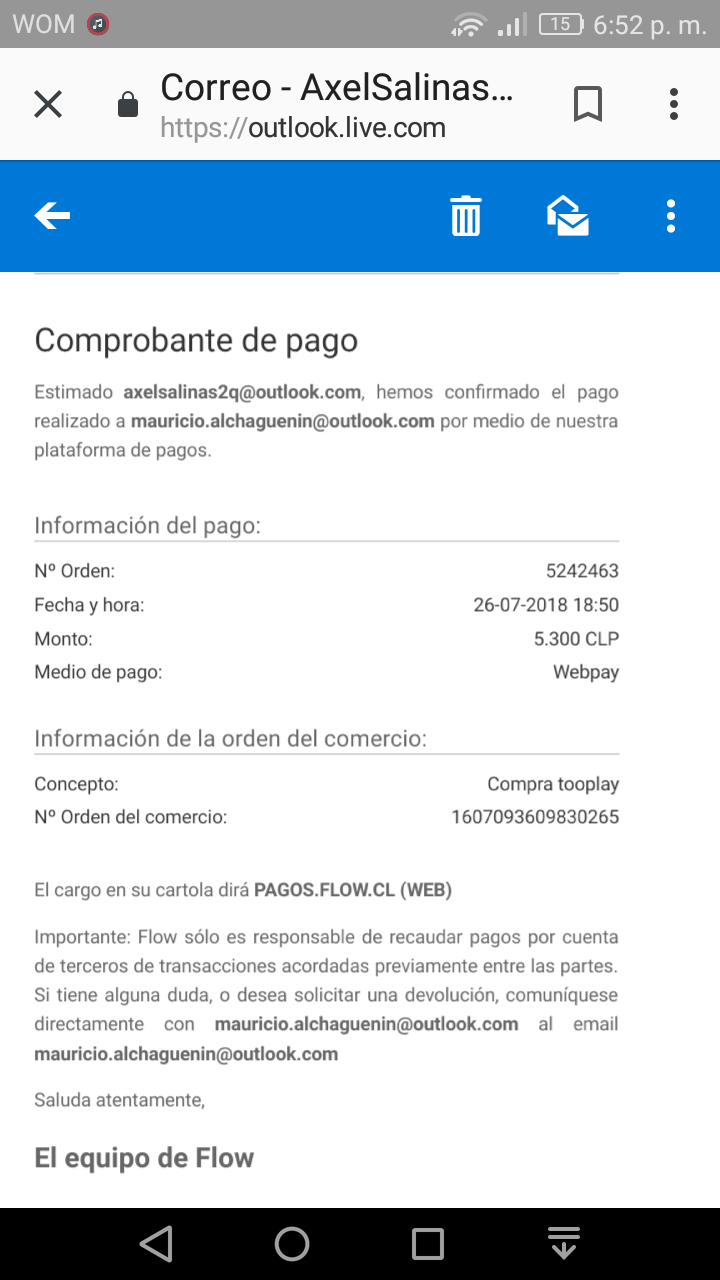 WOM 15 6:52 p. m.
Correo - AxelSalinas...
https://outlook.live.com
Comprobante de pago
Estimado axelsalinas2q@outlook.com, hemos confirmado el pago
realizado a mauricio.alchaguenin@outlook.com por medio de nuestra
plataforma de pagos.
Información del pago:
Nº Orden: 5242463
Fecha y hora: 26-07-2018 18:50
Monto: 5.300 CLP
Medio de pago: Webpay
Información de la orden del comercio:
Concepto: Compra tooplay
Nº Orden del comercio: 1607093609830265
El cargo en su cartola dirá PAGOS.FLOW.CL (WEB)
Importante: Flow sólo es responsable de recaudar pagos por cuenta
de terceros de transacciones acordadas previamente entre las partes.
Si tiene alguna duda, o desea solicitar una devolución, comuníquese
directamente con mauricio.alchaguenin@outlook.com al email
mauricio.alchaguenin@outlook.com
Saluda atentamente,
El equipo de Flow